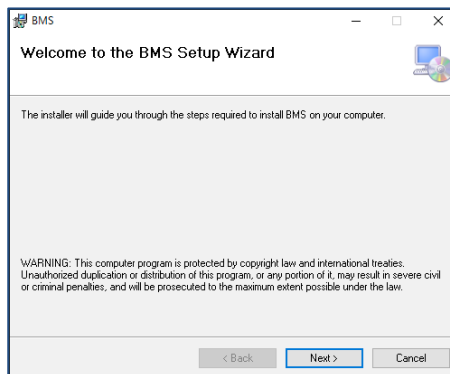 BMS
Welcome to the BMS Setup Wizard
The installer will guide you through the steps required to install BMS on your computer.
WARNING: This computer program is protected by copyright law and international treaties.
Unauthorized duplication or distribution of this program, or any portion of it, may result in severe civil
or criminal penalties, and will be prosecuted to the maximum extent possible under the law.
< Back Next > Cancel